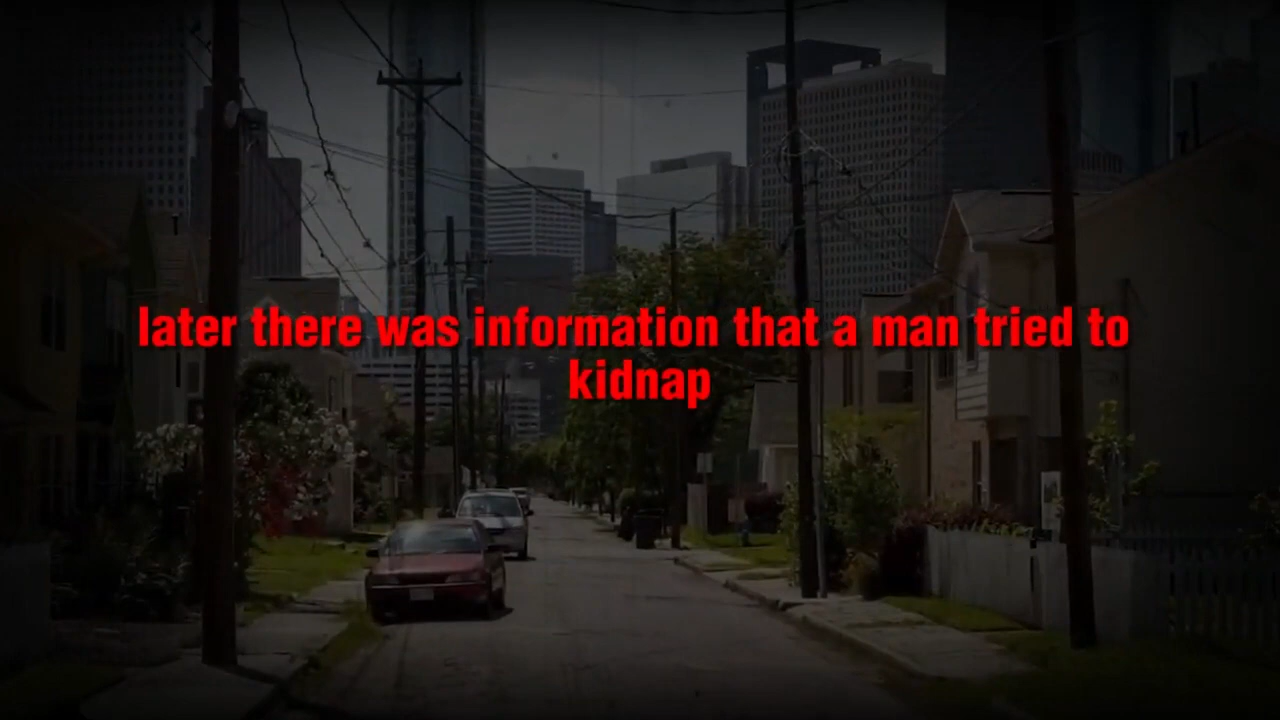 later there was information that a man tried to
kidnap